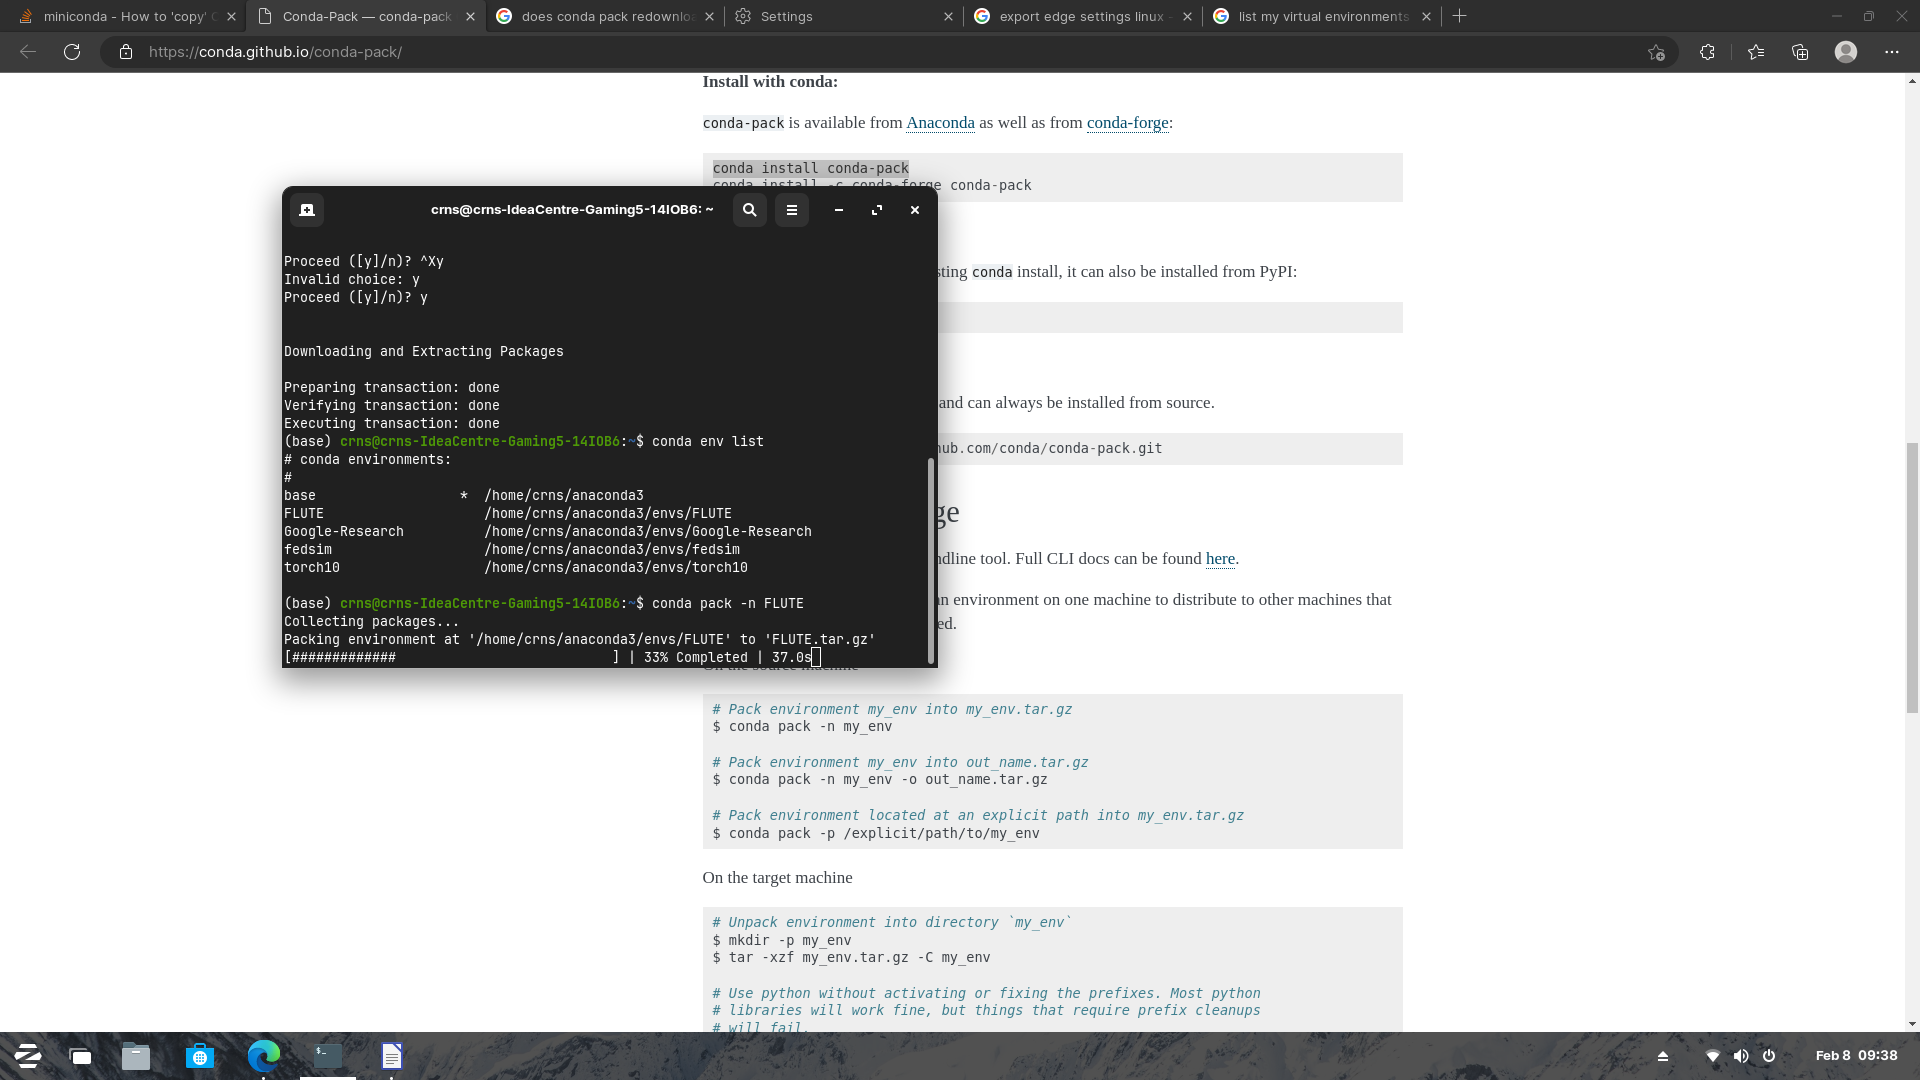 miniconda - How to 'copy' C
Conda-Pack — conda-pack
does conda pack redownloa
Settings
export edge settings linux -
list my virtual environments
https://conda.github.io/conda-pack/
Install with conda:
conda-pack is available from Anaconda as well as from conda-forge:
conda install conda-pack
conda install -c conda-forge conda-pack
crns@crns-IdeaCentre-Gaming5-14IOB6: ~
Proceed ([y]/n)? ^Xy
Invalid choice: y
Proceed ([y]/n)? y
Downloading and Extracting Packages
Preparing transaction: done
Verifying transaction: done
Executing transaction: done
(base) crns@crns-IdeaCentre-Gaming5-14IOB6:~$ conda env list
# conda environments:
#
base                  *  /home/crns/anaconda3
FLUTE                    /home/crns/anaconda3/envs/FLUTE
Google-Research          /home/crns/anaconda3/envs/Google-Research
fedsim                   /home/crns/anaconda3/envs/fedsim
torch10                  /home/crns/anaconda3/envs/torch10
(base) crns@crns-IdeaCentre-Gaming5-14IOB6:~$ conda pack -n FLUTE
Collecting packages...
Packing environment at '/home/crns/anaconda3/envs/FLUTE' to 'FLUTE.tar.gz'
[#############                           ] | 33% Completed | 37.0s
sting conda install, it can also be installed from PyPI:
and can always be installed from source.
hub.com/conda/conda-pack.git
ge
ndline tool. Full CLI docs can be found here.
an environment on one machine to distribute to other machines that
ed.
On the source machine
# Pack environment my_env into my_env.tar.gz
$ conda pack -n my_env
# Pack environment my_env into out_name.tar.gz
$ conda pack -n my_env -o out_name.tar.gz
# Pack environment located at an explicit path into my_env.tar.gz
$ conda pack -p /explicit/path/to/my_env
On the target machine
# Unpack environment into directory `my_env`
$ mkdir -p my_env
$ tar -xzf my_env.tar.gz -C my_env
# Use python without activating or fixing the prefixes. Most python
# libraries will work fine, but things that require prefix cleanups
# will fail.
Feb 8 09:38